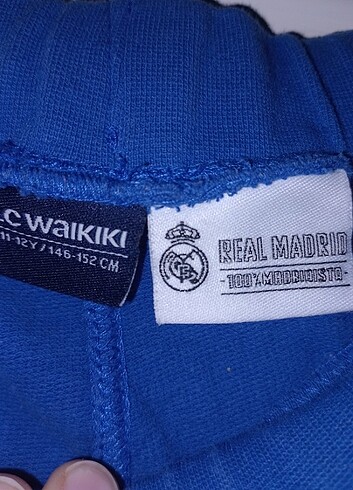 LC WAIKIKI
11-12Y / 146-152 CM
REAL MADRID
- 100% MADRIDISTA -